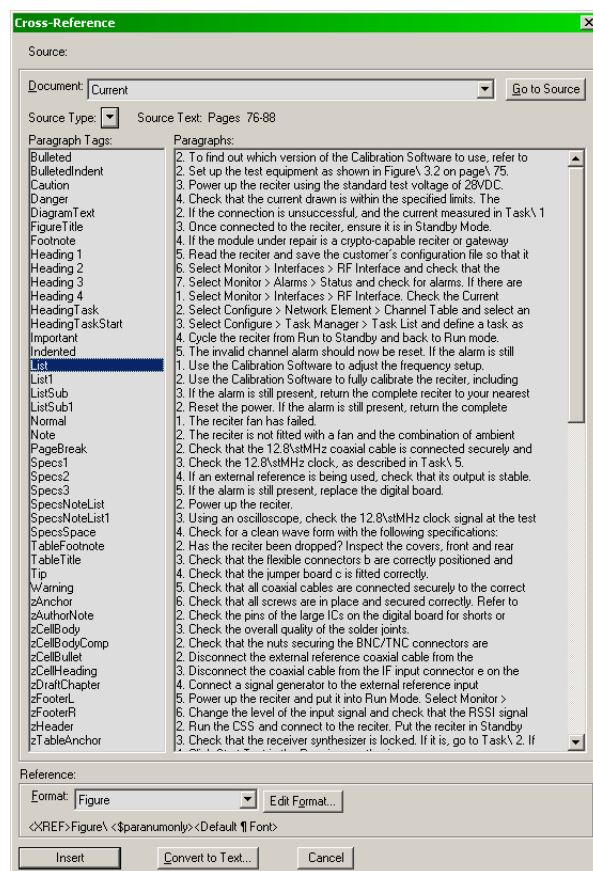 Cross-Reference
Source:
Document: Current
Go to Source
Source Type: Source Text: Pages 76-88
Paragraph Tags:
Bulleted
BulletedIndent
Caution
Danger
DiagramText
FigureTitle
Footnote
Heading 1
Heading 2
Heading 3
Heading 4
HeadingTask
HeadingTaskStart
Important
Indented
List
List1
ListSub
ListSub1
Normal
Note
PageBreak
Specs1
Specs2
Specs3
SpecsNoteList
SpecsNoteList1
SpecsSpace
TableFootnote
TableTitle
Tip
Warning
zAnchor
zAuthorNote
zCellBody
zCellBodyComp
zCellBullet
zCellHeading
zDraftChapter
zFooterL
zFooterR
zHeader
zTableAnchor
Paragraphs:
2. To find out which version of the Calibration Software to use, refer to
2. Set up the test equipment as shown in Figure\ 3.2 on page\ 75.
3. Power up the reciter using the standard test voltage of 28VDC.
4. Check that the current drawn is within the specified limits. The
2. If the connection is unsuccessful, and the current measured in Task\ 1
3. Once connected to the reciter, ensure it is in Standby Mode.
4. If the module under repair is a crypto-capable reciter or gateway
5. Read the reciter and save the customer's configuration file so that it
6. Select Monitor > Interfaces > RF Interface and check that the
7. Select Monitor > Alarms > Status and check for alarms. If there are
1. Select Monitor > Interfaces > RF Interface. Check the Current
2. Select Configure > Network Element > Channel Table and select an
3. Select Configure > Task Manager > Task List and define a task as
4. Cycle the reciter from Run to Standby and back to Run mode.
5. The invalid channel alarm should now be reset. If the alarm is still
1. Use the Calibration Software to adjust the frequency setup.
2. Use the Calibration Software to fully calibrate the reciter, including
3. If the alarm is still present, return the complete reciter to your nearest
2. Reset the power. If the alarm is still present, return the complete
1. The reciter fan has failed.
2. The reciter is not fitted with a fan and the combination of ambient
2. Check that the 12.8\stMHz coaxial cable is connected securely and
3. Check the 12.8\stMHz clock, as described in Task\ 5.
4. If an external reference is being used, check that its output is stable.
5. If the alarm is still present, replace the digital board.
2. Power up the reciter.
3. Using an oscilloscope, check the 12.8\stMHz clock signal at the test
4. Check for a clean wave form with the following specifications:
2. Has the reciter been dropped? Inspect the covers, front and rear
3. Check that the flexible connectors b are correctly positioned and
4. Check that the jumper board c is fitted correctly.
5. Check that all coaxial cables are connected securely to the correct
6. Check that all screws are in place and secured correctly. Refer to
2. Check the pins of the large ICs on the digital board for shorts or
3. Check the overall quality of the solder joints.
2. Check that the nuts securing the BNC/TNC connectors are
2. Disconnect the external reference coaxial cable from the
3. Disconnect the coaxial cable from the IF input connector e on the
4. Connect a signal generator to the external reference input
5. Power up the reciter and put it into Run Mode. Select Monitor >
6. Change the level of the input signal and check that the RSSI signal
2. Run the CSS and connect to the reciter. Put the reciter in Standby
3. Check that the receiver synthesizer is locked. If it is, go to Task\ 2. If
Reference:
Format: Figure
Edit Format...
<XREF>Figure\ <$paranumonly><Default ¶ Font>
Insert
Convert to Text...
Cancel